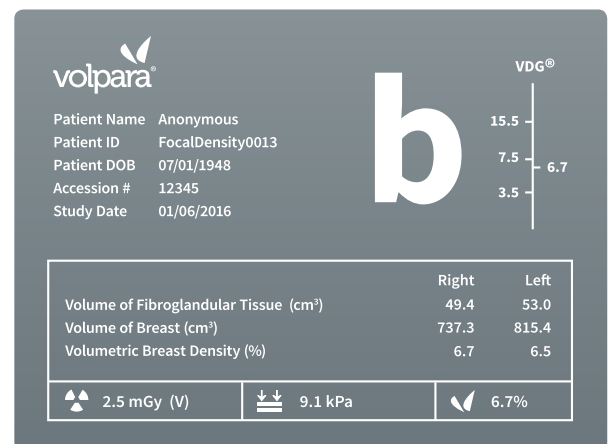 volpara®
Patient Name Anonymous
Patient ID FocalDensity0013
Patient DOB 07/01/1948
Accession # 12345
Study Date 01/06/2016
b
VDG®
15.5
7.5
6.7
3.5
Right Left
Volume of Fibroglandular Tissue (cm³) 49.4 53.0
Volume of Breast (cm³) 737.3 815.4
Volumetric Breast Density (%) 6.7 6.5
2.5 mGy (V) 9.1 kPa 6.7%